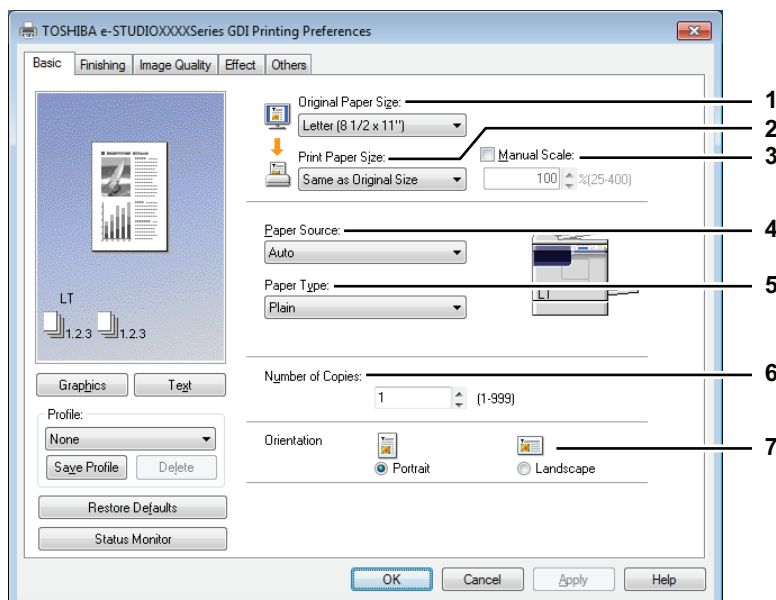 TOSHIBA e-STUDIOXXXXSeries GDI Printing Preferences
Basic Finishing Image Quality Effect Others
Original Paper Size: 1
Letter (8 1/2 x 11")
2
Print Paper Size: Manual Scale: 3
Same as Original Size 100 %(25-400)
Paper Source: 4
Auto
Paper Type: 5
Plain
LT
LT
1.2.3 1.2.3
Number of Copies: 6
1 (1-999)
Graphics Text
Profile:
None
Save Profile Delete
Orientation 7
Portrait Landscape
Restore Defaults
Status Monitor
OK Cancel Apply Help